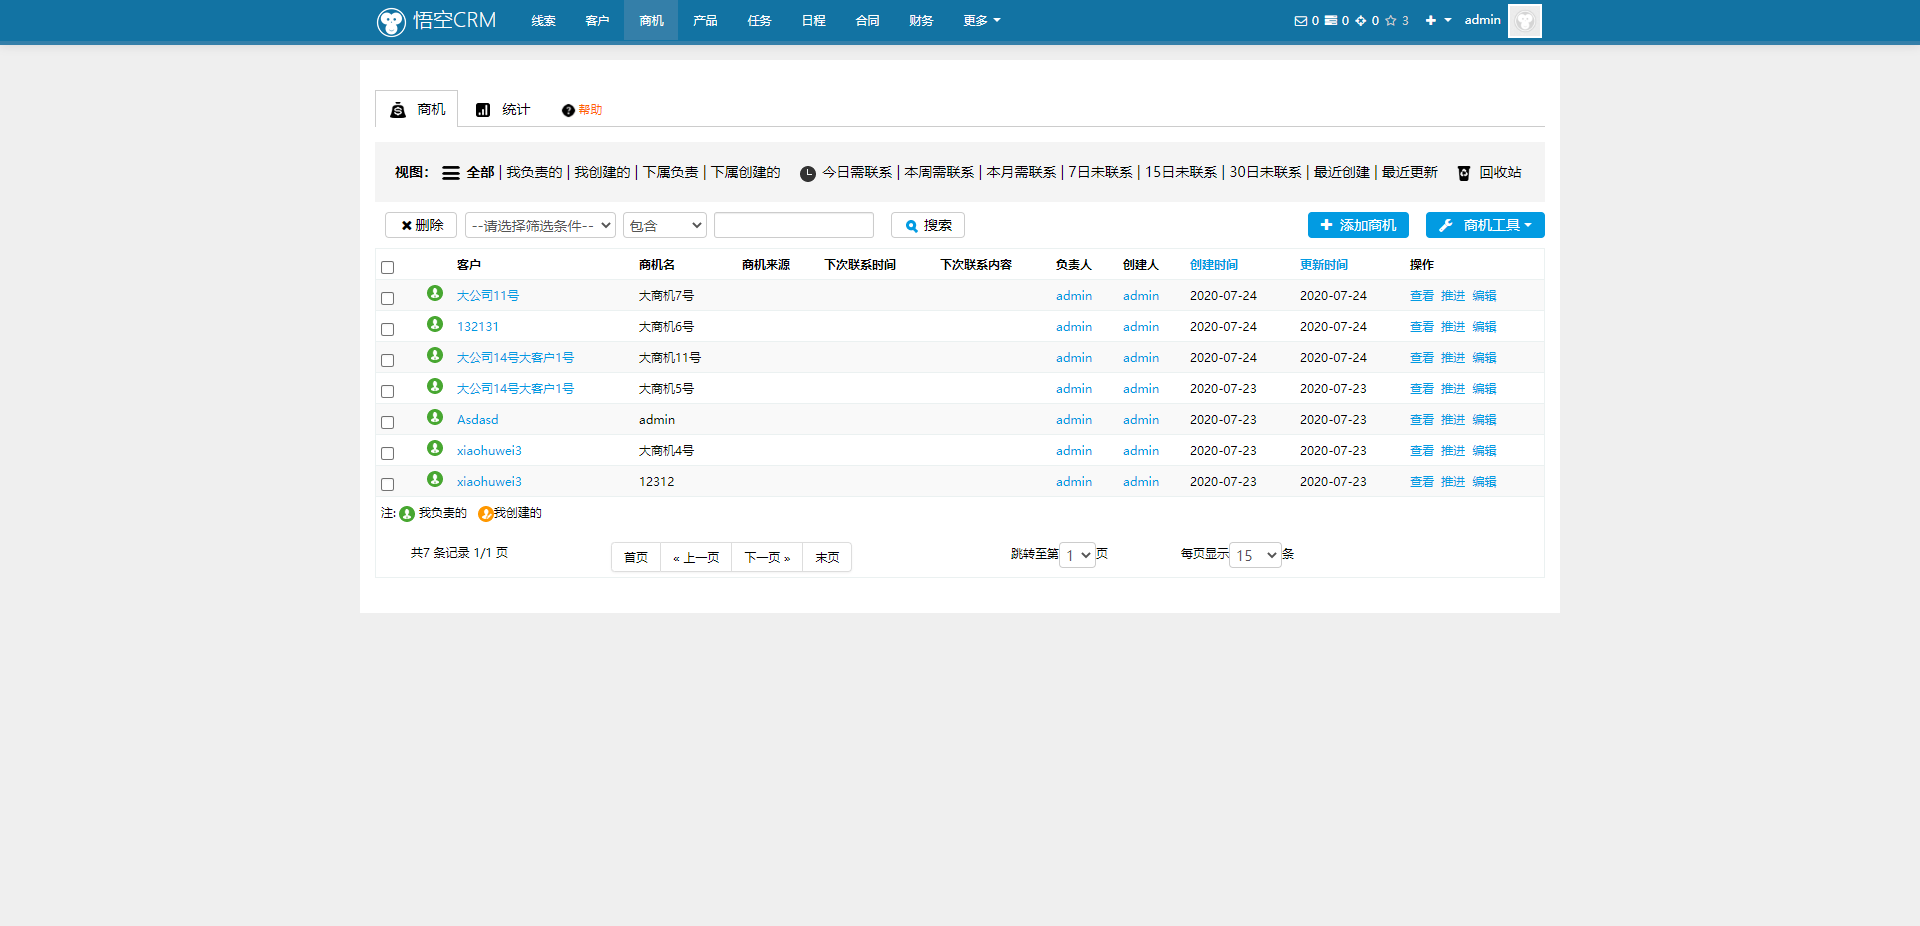 悟空CRM 线索 客户 商机 产品 任务 日程 合同 财务 更多 0 0 0 3 admin
商机 统计 帮助
视图： 全部 | 我负责的 | 我创建的 | 下属负责 | 下属创建的 今日需联系 | 本周需联系 | 本月需联系 | 7日未联系 | 15日未联系 | 30日未联系 | 最近创建 | 最近更新 回收站
删除 --请选择筛选条件-- 包含 搜索 添加商机 商机工具
客户 商机名 商机来源 下次联系时间 下次联系内容 负责人 创建人 创建时间 更新时间 操作
大公司11号 大商机7号 admin admin 2020-07-24 2020-07-24 查看 推进 编辑
132131 大商机6号 admin admin 2020-07-24 2020-07-24 查看 推进 编辑
大公司14号大客户1号 大商机11号 admin admin 2020-07-24 2020-07-24 查看 推进 编辑
大公司14号大客户1号 大商机5号 admin admin 2020-07-23 2020-07-23 查看 推进 编辑
Asdasd admin admin admin 2020-07-23 2020-07-23 查看 推进 编辑
xiaohuwei3 大商机4号 admin admin 2020-07-23 2020-07-23 查看 推进 编辑
xiaohuwei3 12312 admin admin 2020-07-23 2020-07-23 查看 推进 编辑
注: 我负责的 我创建的
共7 条记录 1/1 页 首页 « 上一页 下一页 » 末页 跳转至第 1 页 每页显示 15 条